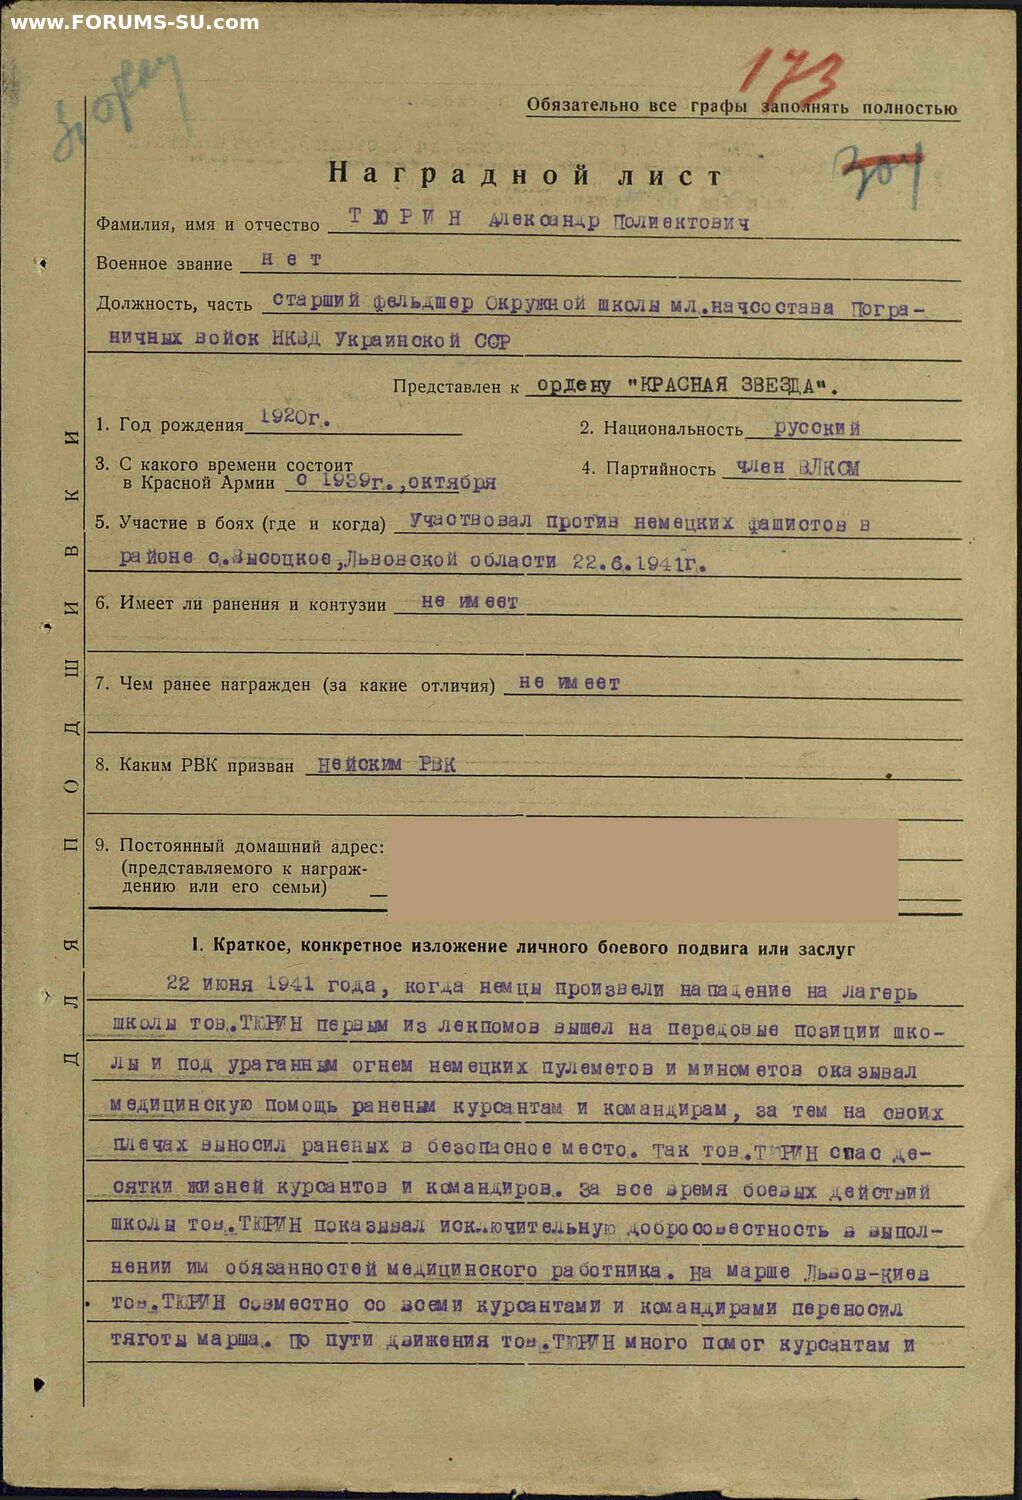 www.FORUMS-SU.com
173
Обязательно все графы заполнять полностью
304
Наградной лист
Фамилия, имя и отчество ТЮРИН Александр Полиектович
Военное звание нет
Должность, часть старший фельдшер Окружной школы мл.начсостава Погра-
ничных войск НКВД Украинской ССР
Представлен к ордену "КРАСНАЯ ЗВЕЗДА".
1. Год рождения 1920г.
2. Национальность русский
3. С какого времени состоит
в Красной Армии с 1939г.,октября
4. Партийность член ВЛКСМ
5. Участие в боях (где и когда) Участвовал против немецких фашистов в
районе с.Высоцкое,Львовской области 22.6.1941г.
6. Имеет ли ранения и контузии не имеет
7. Чем ранее награжден (за какие отличия) не имеет
8. Каким РВК призван Нейским РВК
9. Постоянный домашний адрес:
(представляемого к награж-
дению или его семьи)
ДЛЯ ПОДШИВКИ
I. Краткое, конкретное изложение личного боевого подвига или заслуг
22 июня 1941 года, когда немцы произвели нападение на лагерь
школы тов.ТЮРИН первым из лекпомов вышел на передовые позиции шко-
лы и под ураганным огнем немецких пулеметов и минометов оказывал
медицинскую помощь раненым курсантам и командирам, за тем на своих
плечах выносил раненых в безопасное место. Так тов.ТЮРИН спас де-
сятки жизней курсантов и командиров. За все время боевых действий
школы тов.ТЮРИН показывал исключительную добросовестность в выпол-
нении им обязанностей медицинского работника. На марше Львов-Киев
тов.ТЮРИН совместно со всеми курсантами и командирами переносил
тяготы марша. По пути движения тов.ТЮРИН много помог курсантам и